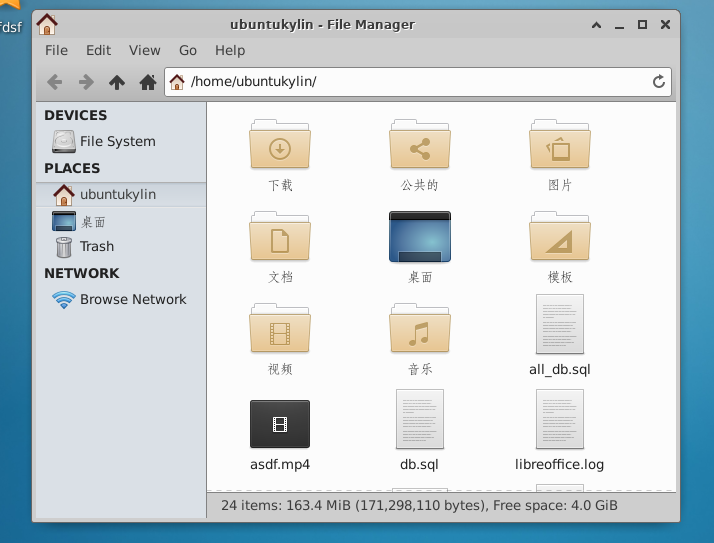 fdsf
ubuntukylin - File Manager
File Edit View Go Help
/home/ubuntukylin/
DEVICES
File System
PLACES
ubuntukylin
桌面
Trash
NETWORK
Browse Network
下载 公共的 图片
文档 桌面 模板
视频 音乐 all_db.sql
asdf.mp4 db.sql libreoffice.log
24 items: 163.4 MiB (171,298,110 bytes), Free space: 4.0 GiB